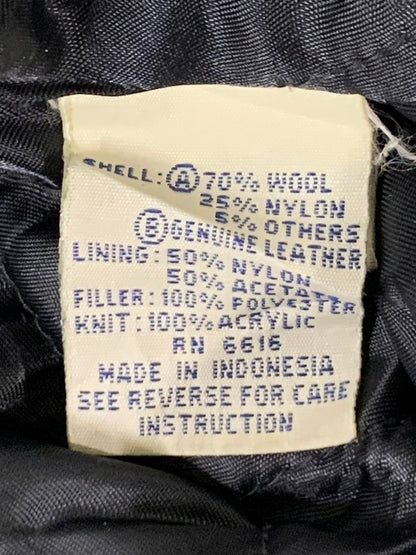 SHELL: Ⓐ 70% WOOL
25% NYLON
5% OTHERS
Ⓑ GENUINE LEATHER
LINING: 50% NYLON
50% ACETATE
FILLER: 100% POLYESTER
KNIT: 100% ACRYLIC
RN 6616
MADE IN INDONESIA
SEE REVERSE FOR CARE
INSTRUCTION